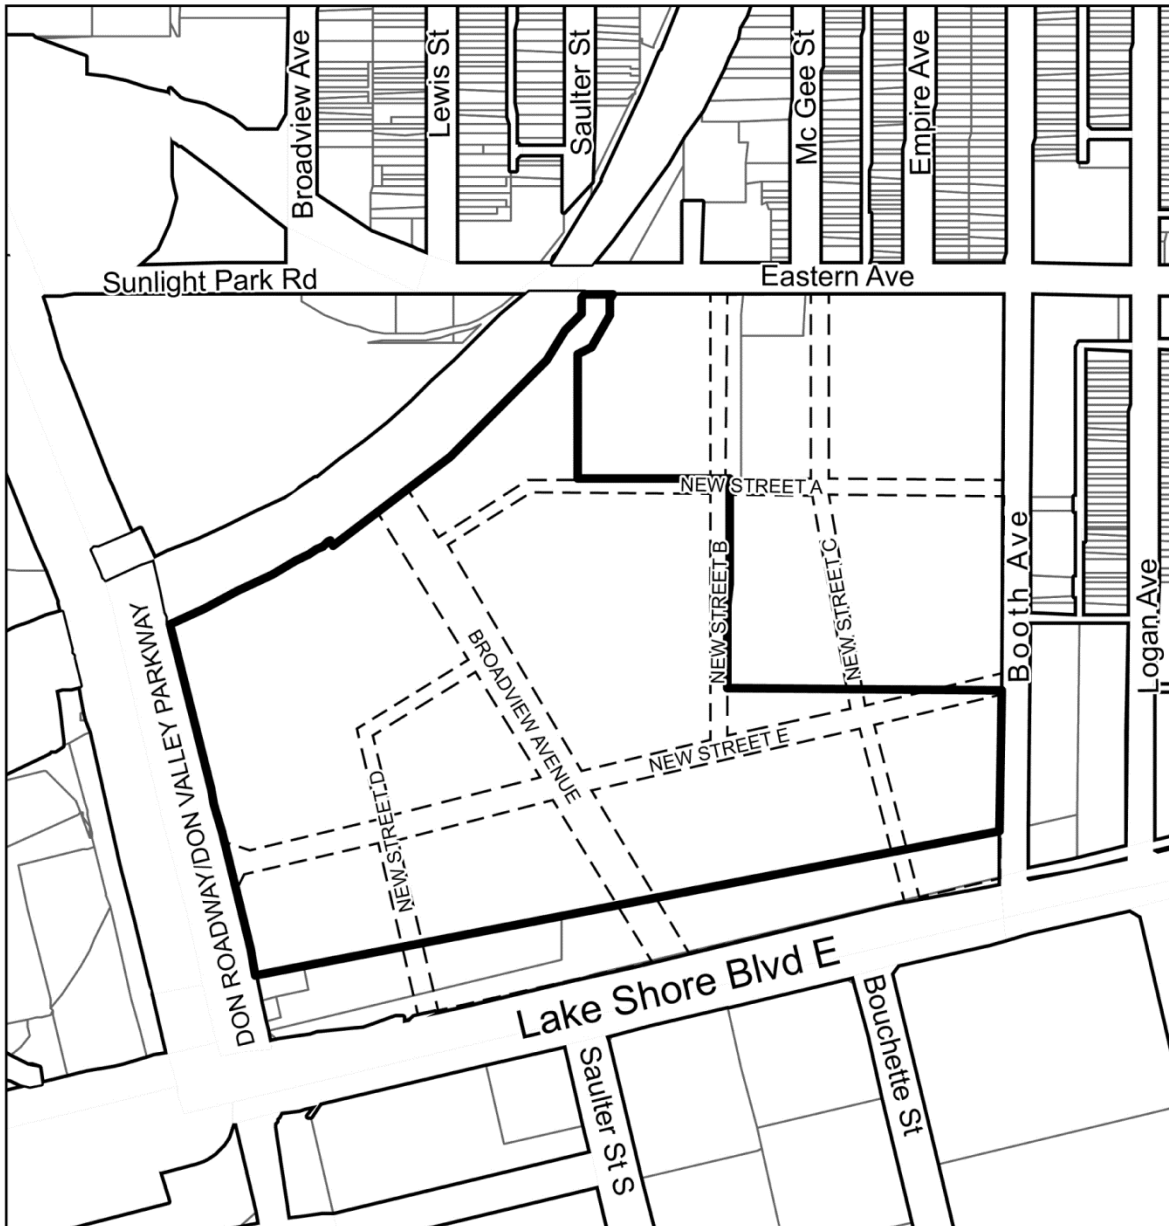 Broadview Ave
Lewis St
Saulter St
Mc Gee St
Empire Ave
Sunlight Park Rd
Eastern Ave
NEW STREET A
NEW STREET B
NEW STREET C
Booth Ave
Logan Ave
DON ROADWAY/DON VALLEY PARKWAY
BROADVIEW AVENUE
NEW STREET E
NEW STREET D
Lake Shore Blvd E
Saulter St S
Bouchette St